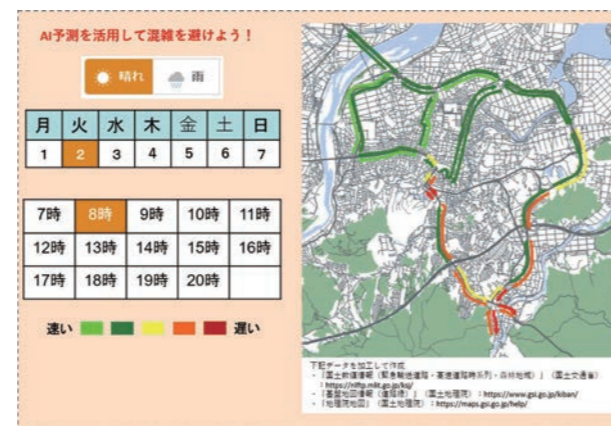 AI予測を活用して混雑を避けよう！
晴れ 雨
月 火 水 木 金 土 日
1 2 3 4 5 6 7
7時 8時 9時 10時 11時
12時 13時 14時 15時 16時
17時 18時 19時 20時
速い 遅い
下記データを加工して作成
・「国土数値情報（緊急輸送道路・高速道路時系列・森林地域）」（国土交通省）
：https://nlftp.mlit.go.jp/ksj/
・「基盤地図情報（道路縁）」（国土地理院）：https://www.gsi.go.jp/kiban/
・「地理院地図」（国土地理院）：https://maps.gsi.go.jp/help/